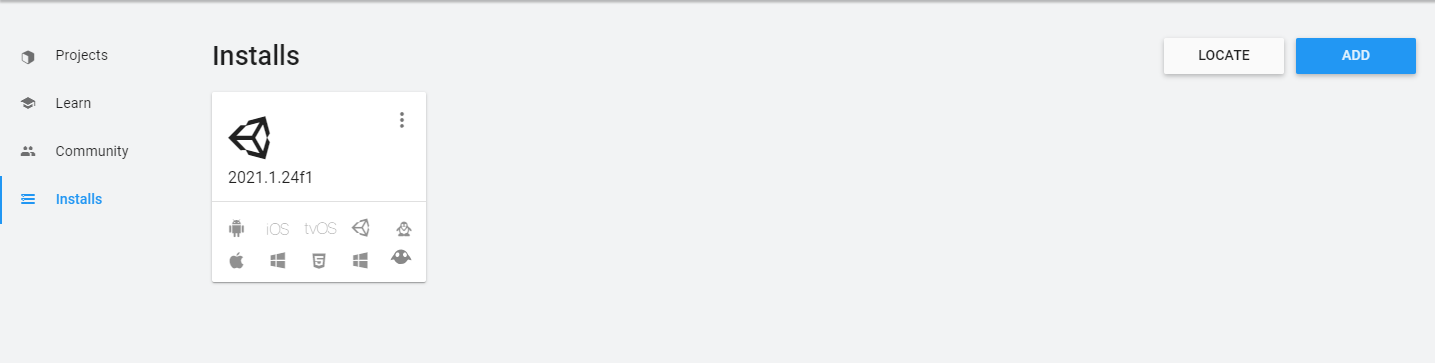 Projects
Learn
Community
Installs
Installs
LOCATE
ADD
2021.1.24f1
iOS
tvOS